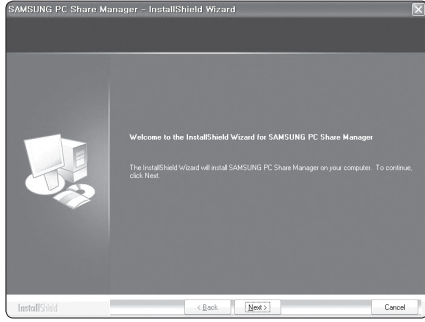 SAMSUNG PC Share Manager - InstallShield Wizard
Welcome to the InstallShield Wizard for SAMSUNG PC Share Manager
The InstallShield Wizard will install SAMSUNG PC Share Manager on your computer. To continue,
click Next.
InstallShield
< Back Next > Cancel